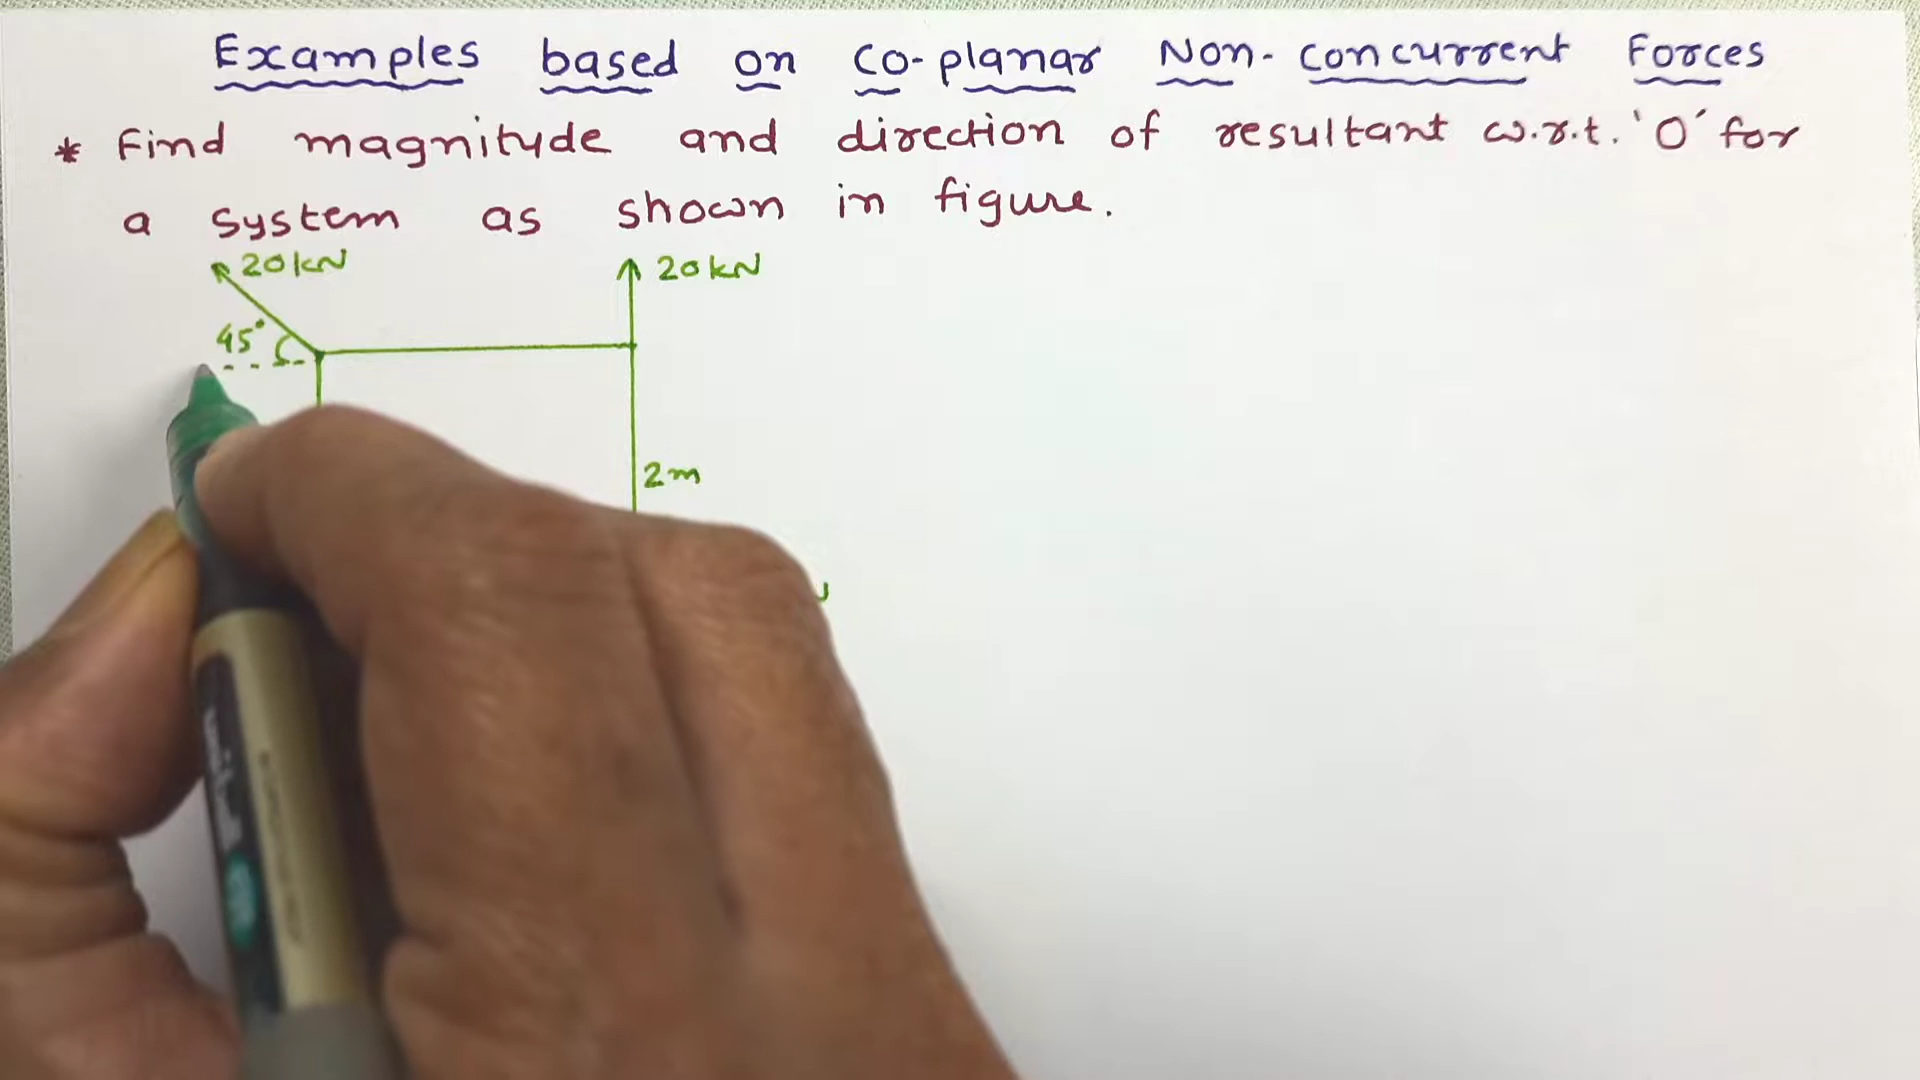 Examples based on co-planar Non-concurrent Forces
* Find magnitude and direction of resultant w.r.t. 'O' for
a system as shown in figure.
20kN 20kN
45°
2m